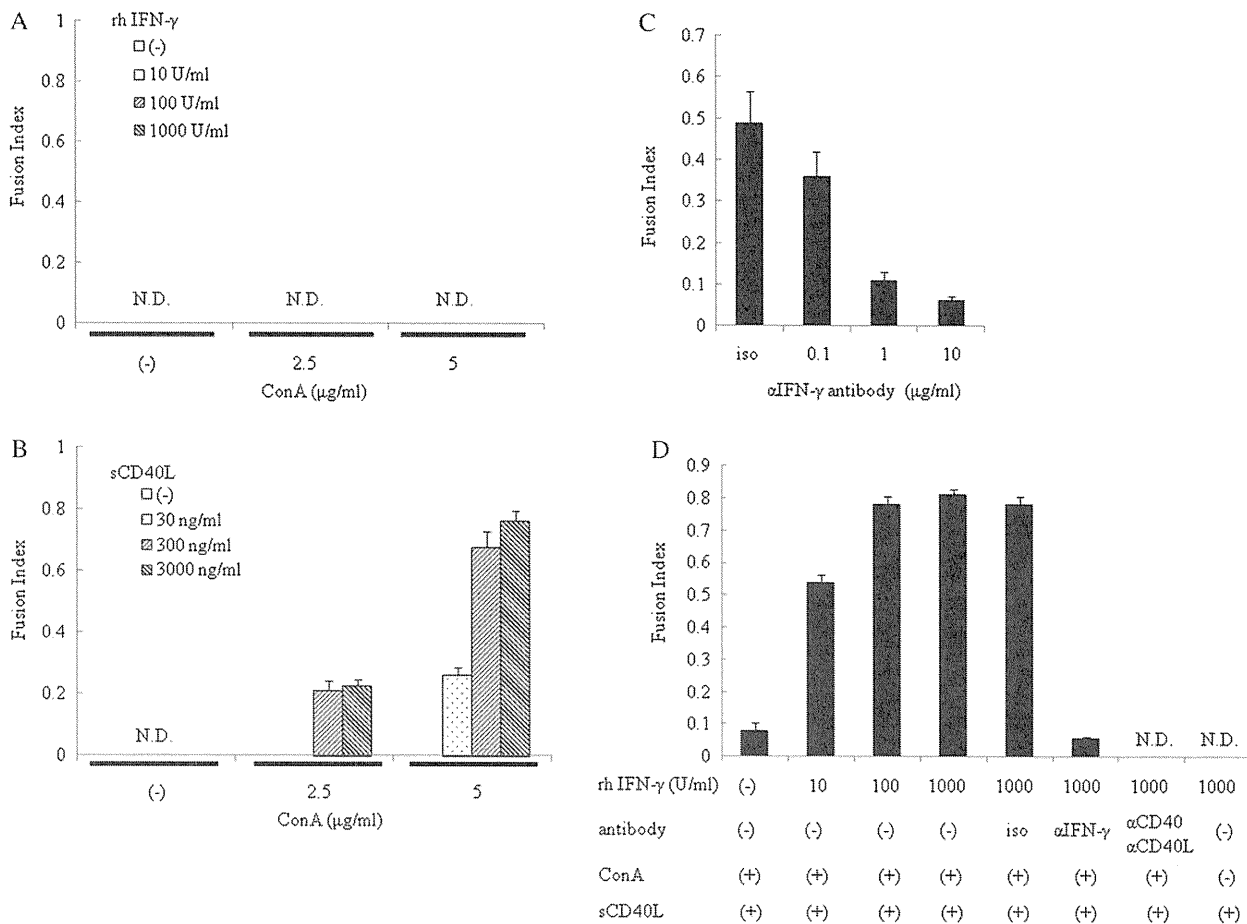 A
rh IFN-γ
(-)
10 U/ml
100 U/ml
1000 U/ml
1
0.8
0.6
0.4
0.2
0
Fusion Index
N.D. N.D. N.D.
(-) 2.5 5
ConA (μg/ml)
B
sCD40L
(-)
30 ng/ml
300 ng/ml
3000 ng/ml
1
0.8
0.6
0.4
0.2
0
Fusion Index
N.D.
(-) 2.5 5
ConA (μg/ml)
C
0.7
0.6
0.5
0.4
0.3
0.2
0.1
0
Fusion Index
iso 0.1 1 10
αIFN-γ antibody (μg/ml)
D
0.9
0.8
0.7
0.6
0.5
0.4
0.3
0.2
0.1
0
Fusion Index
N.D. N.D.
rh IFN-γ (U/ml) (-) 10 100 1000 1000 1000 1000 1000
antibody (-) (-) (-) (-) iso αIFN-γ αCD40 (-)
αCD40L
ConA (+) (+) (+) (+) (+) (+) (+) (-)
sCD40L (+) (+) (+) (+) (+) (+) (+) (+)